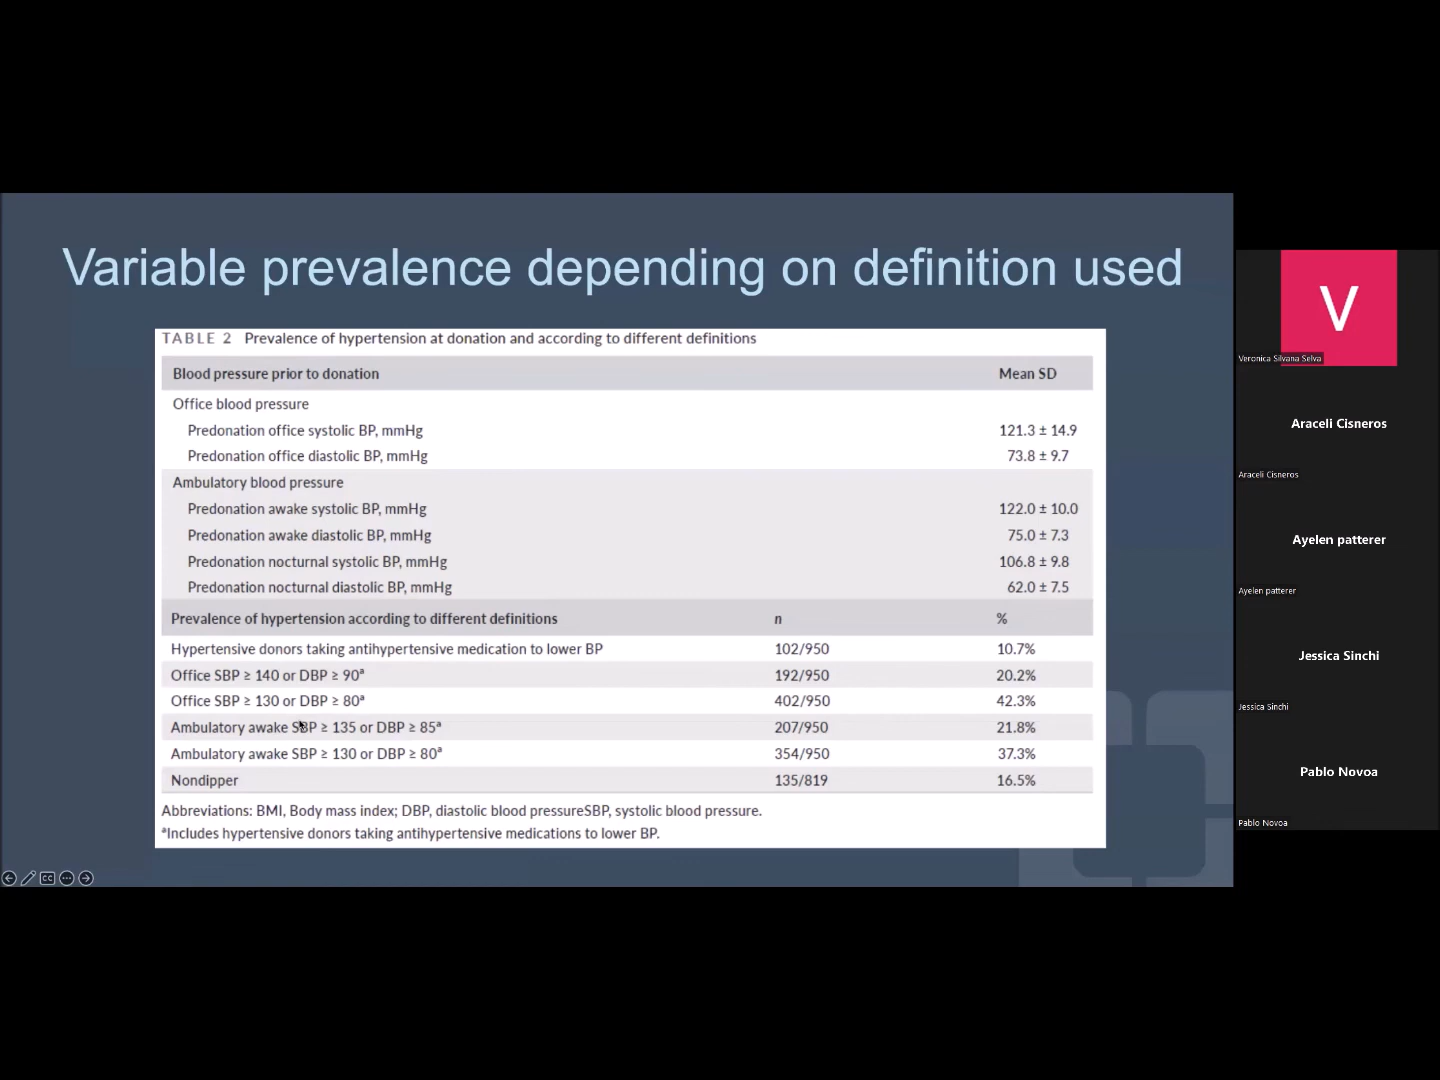 Variable prevalence depending on definition used
TABLE 2 Prevalence of hypertension at donation and according to different definitions
Blood pressure prior to donation Mean SD
Office blood pressure
Predonation office systolic BP, mmHg 121.3 ± 14.9
Predonation office diastolic BP, mmHg 73.8 ± 9.7
Ambulatory blood pressure
Predonation awake systolic BP, mmHg 122.0 ± 10.0
Predonation awake diastolic BP, mmHg 75.0 ± 7.3
Predonation nocturnal systolic BP, mmHg 106.8 ± 9.8
Predonation nocturnal diastolic BP, mmHg 62.0 ± 7.5
Prevalence of hypertension according to different definitions n %
Hypertensive donors taking antihypertensive medication to lower BP 102/950 10.7%
Office SBP ≥ 140 or DBP ≥ 90ᵃ 192/950 20.2%
Office SBP ≥ 130 or DBP ≥ 80ᵃ 402/950 42.3%
Ambulatory awake SBP ≥ 135 or DBP ≥ 85ᵃ 207/950 21.8%
Ambulatory awake SBP ≥ 130 or DBP ≥ 80ᵃ 354/950 37.3%
Nondipper 135/819 16.5%
Abbreviations: BMI, Body mass index; DBP, diastolic blood pressureSBP, systolic blood pressure.
ᵃIncludes hypertensive donors taking antihypertensive medications to lower BP.
CC
V
Veronica Silvana Selva
Araceli Cisneros
Araceli Cisneros
Ayelen patterer
Ayelen patterer
Jessica Sinchi
Jessica Sinchi
Pablo Novoa
Pablo Novoa